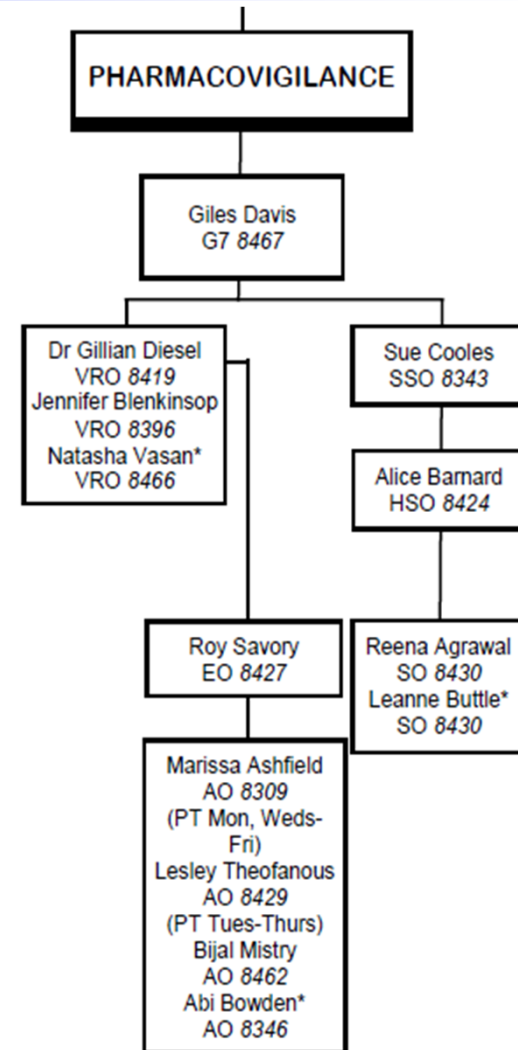 PHARMACOVIGILANCE
Giles Davis
G7 8467
Dr Gillian Diesel
VRO 8419
Jennifer Blenkinsop
VRO 8396
Natasha Vasan*
VRO 8466
Sue Cooles
SSO 8343
Alice Barnard
HSO 8424
Roy Savory
EO 8427
Reena Agrawal
SO 8430
Leanne Buttle*
SO 8430
Marissa Ashfield
AO 8309
(PT Mon, Weds-
Fri)
Lesley Theofanous
AO 8429
(PT Tues-Thurs)
Bijal Mistry
AO 8462
Abi Bowden*
AO 8346